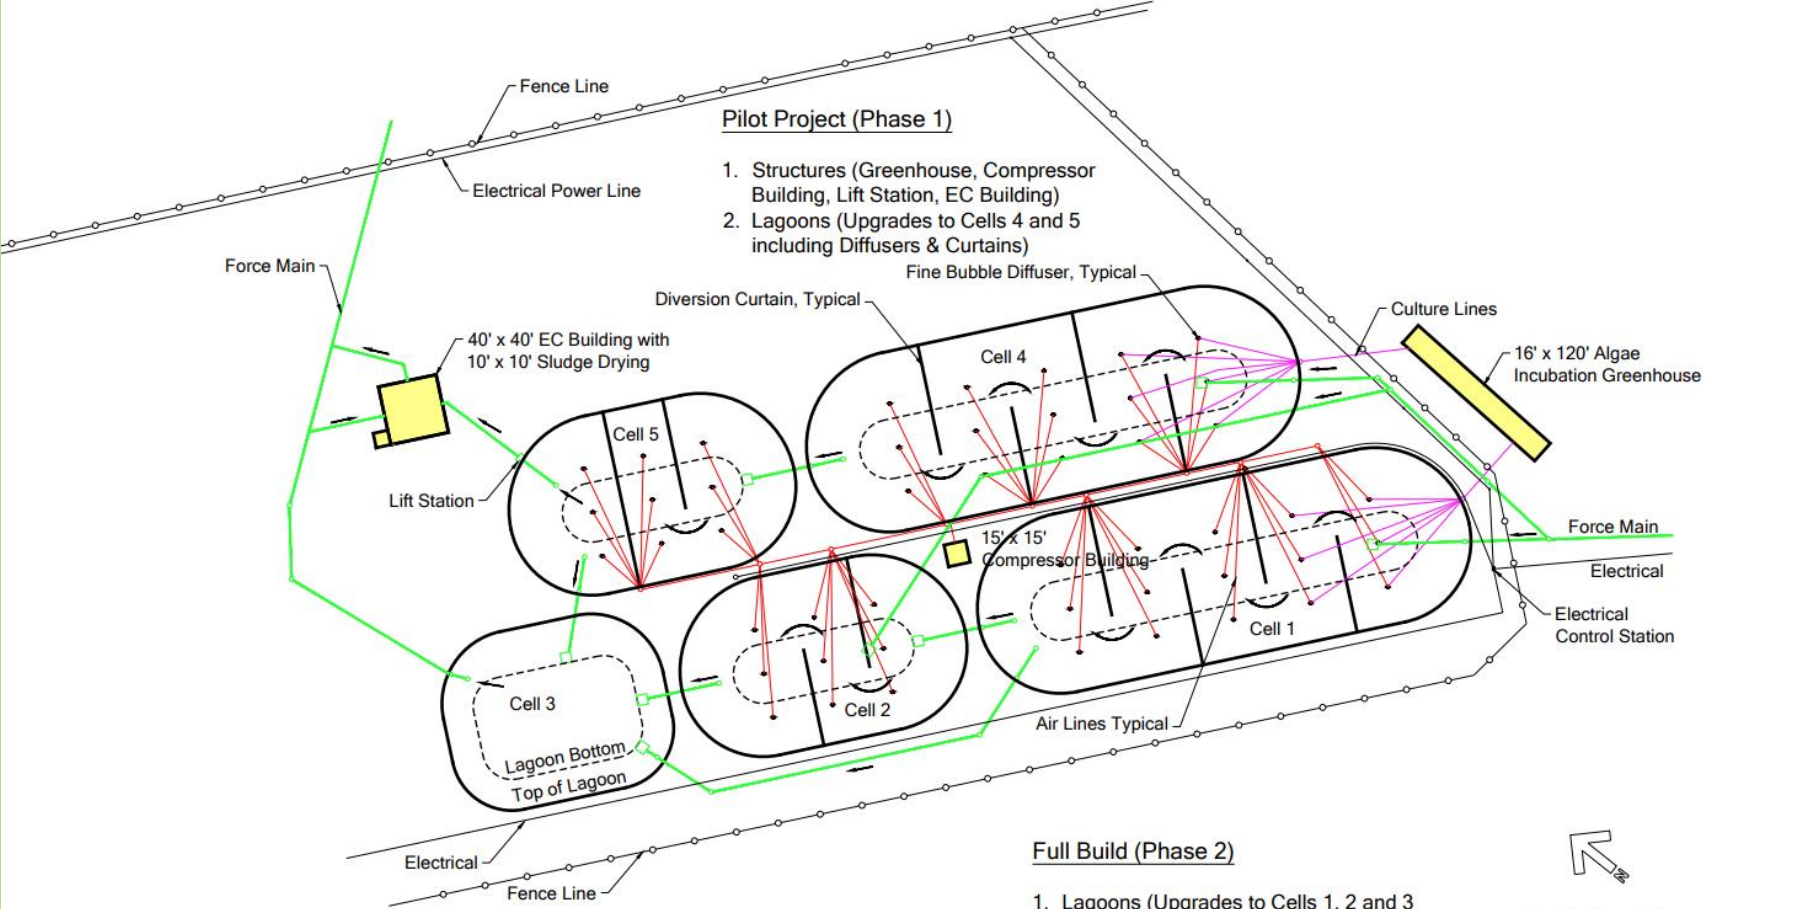 Fence Line
Pilot Project (Phase 1)
1. Structures (Greenhouse, Compressor
Building, Lift Station, EC Building)
2. Lagoons (Upgrades to Cells 4 and 5
including Diffusers & Curtains)
Electrical Power Line
Force Main
Fine Bubble Diffuser, Typical
Diversion Curtain, Typical
Culture Lines
40' x 40' EC Building with
10' x 10' Sludge Drying
16' x 120' Algae
Incubation Greenhouse
Cell 4
Cell 5
Lift Station
15' x 15'
Compressor Building
Force Main
Electrical
Electrical
Control Station
Cell 1
Cell 3
Cell 2
Air Lines Typical
Lagoon Bottom
Top of Lagoon
Electrical
Fence Line
Full Build (Phase 2)
1. Lagoons (Upgrades to Cells 1, 2 and 3
N